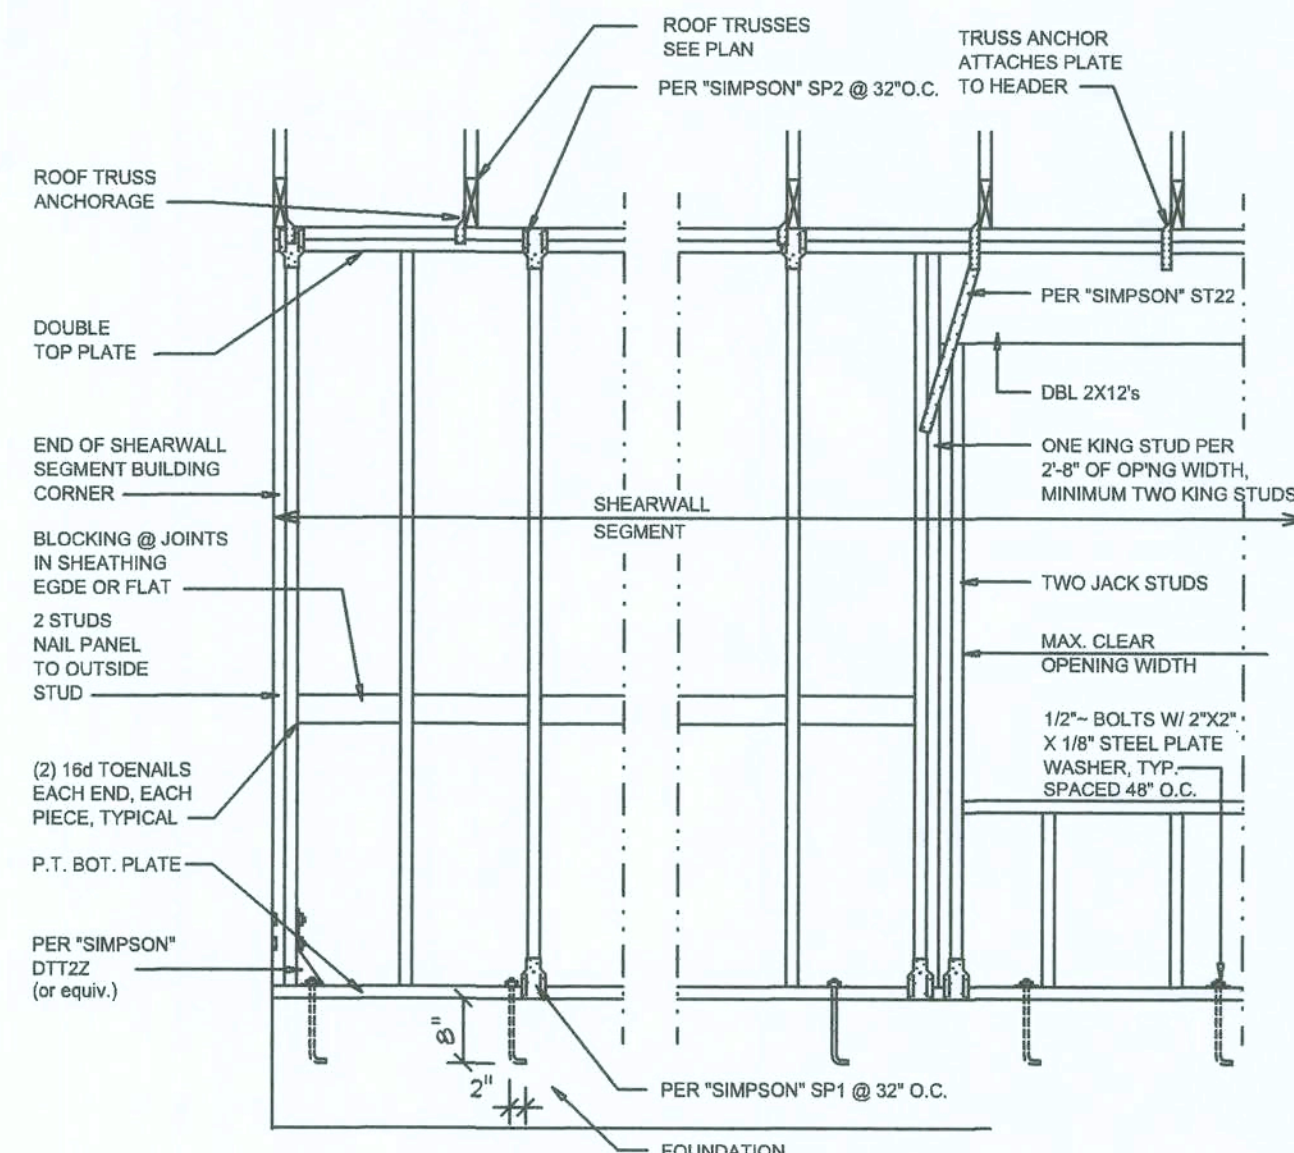 ROOF TRUSSES
SEE PLAN
PER "SIMPSON" SP2 @ 32"O.C.
TRUSS ANCHOR
ATTACHES PLATE
TO HEADER
ROOF TRUSS
ANCHORAGE
DOUBLE
TOP PLATE
PER "SIMPSON" ST22
DBL 2X12's
END OF SHEARWALL
SEGMENT BUILDING
CORNER
ONE KING STUD PER
2'-8" OF OP'NG WIDTH,
MINIMUM TWO KING STUDS
SHEARWALL
SEGMENT
BLOCKING @ JOINTS
IN SHEATHING
EGDE OR FLAT
TWO JACK STUDS
2 STUDS
NAIL PANEL
TO OUTSIDE
STUD
MAX. CLEAR
OPENING WIDTH
1/2"~ BOLTS W/ 2"X2"
X 1/8" STEEL PLATE
WASHER, TYP.
SPACED 48" O.C.
(2) 16d TOENAILS
EACH END, EACH
PIECE, TYPICAL
P.T. BOT. PLATE
PER "SIMPSON"
DTT2Z
(or equiv.)
8"
2"
PER "SIMPSON" SP1 @ 32" O.C.
FOUNDATION